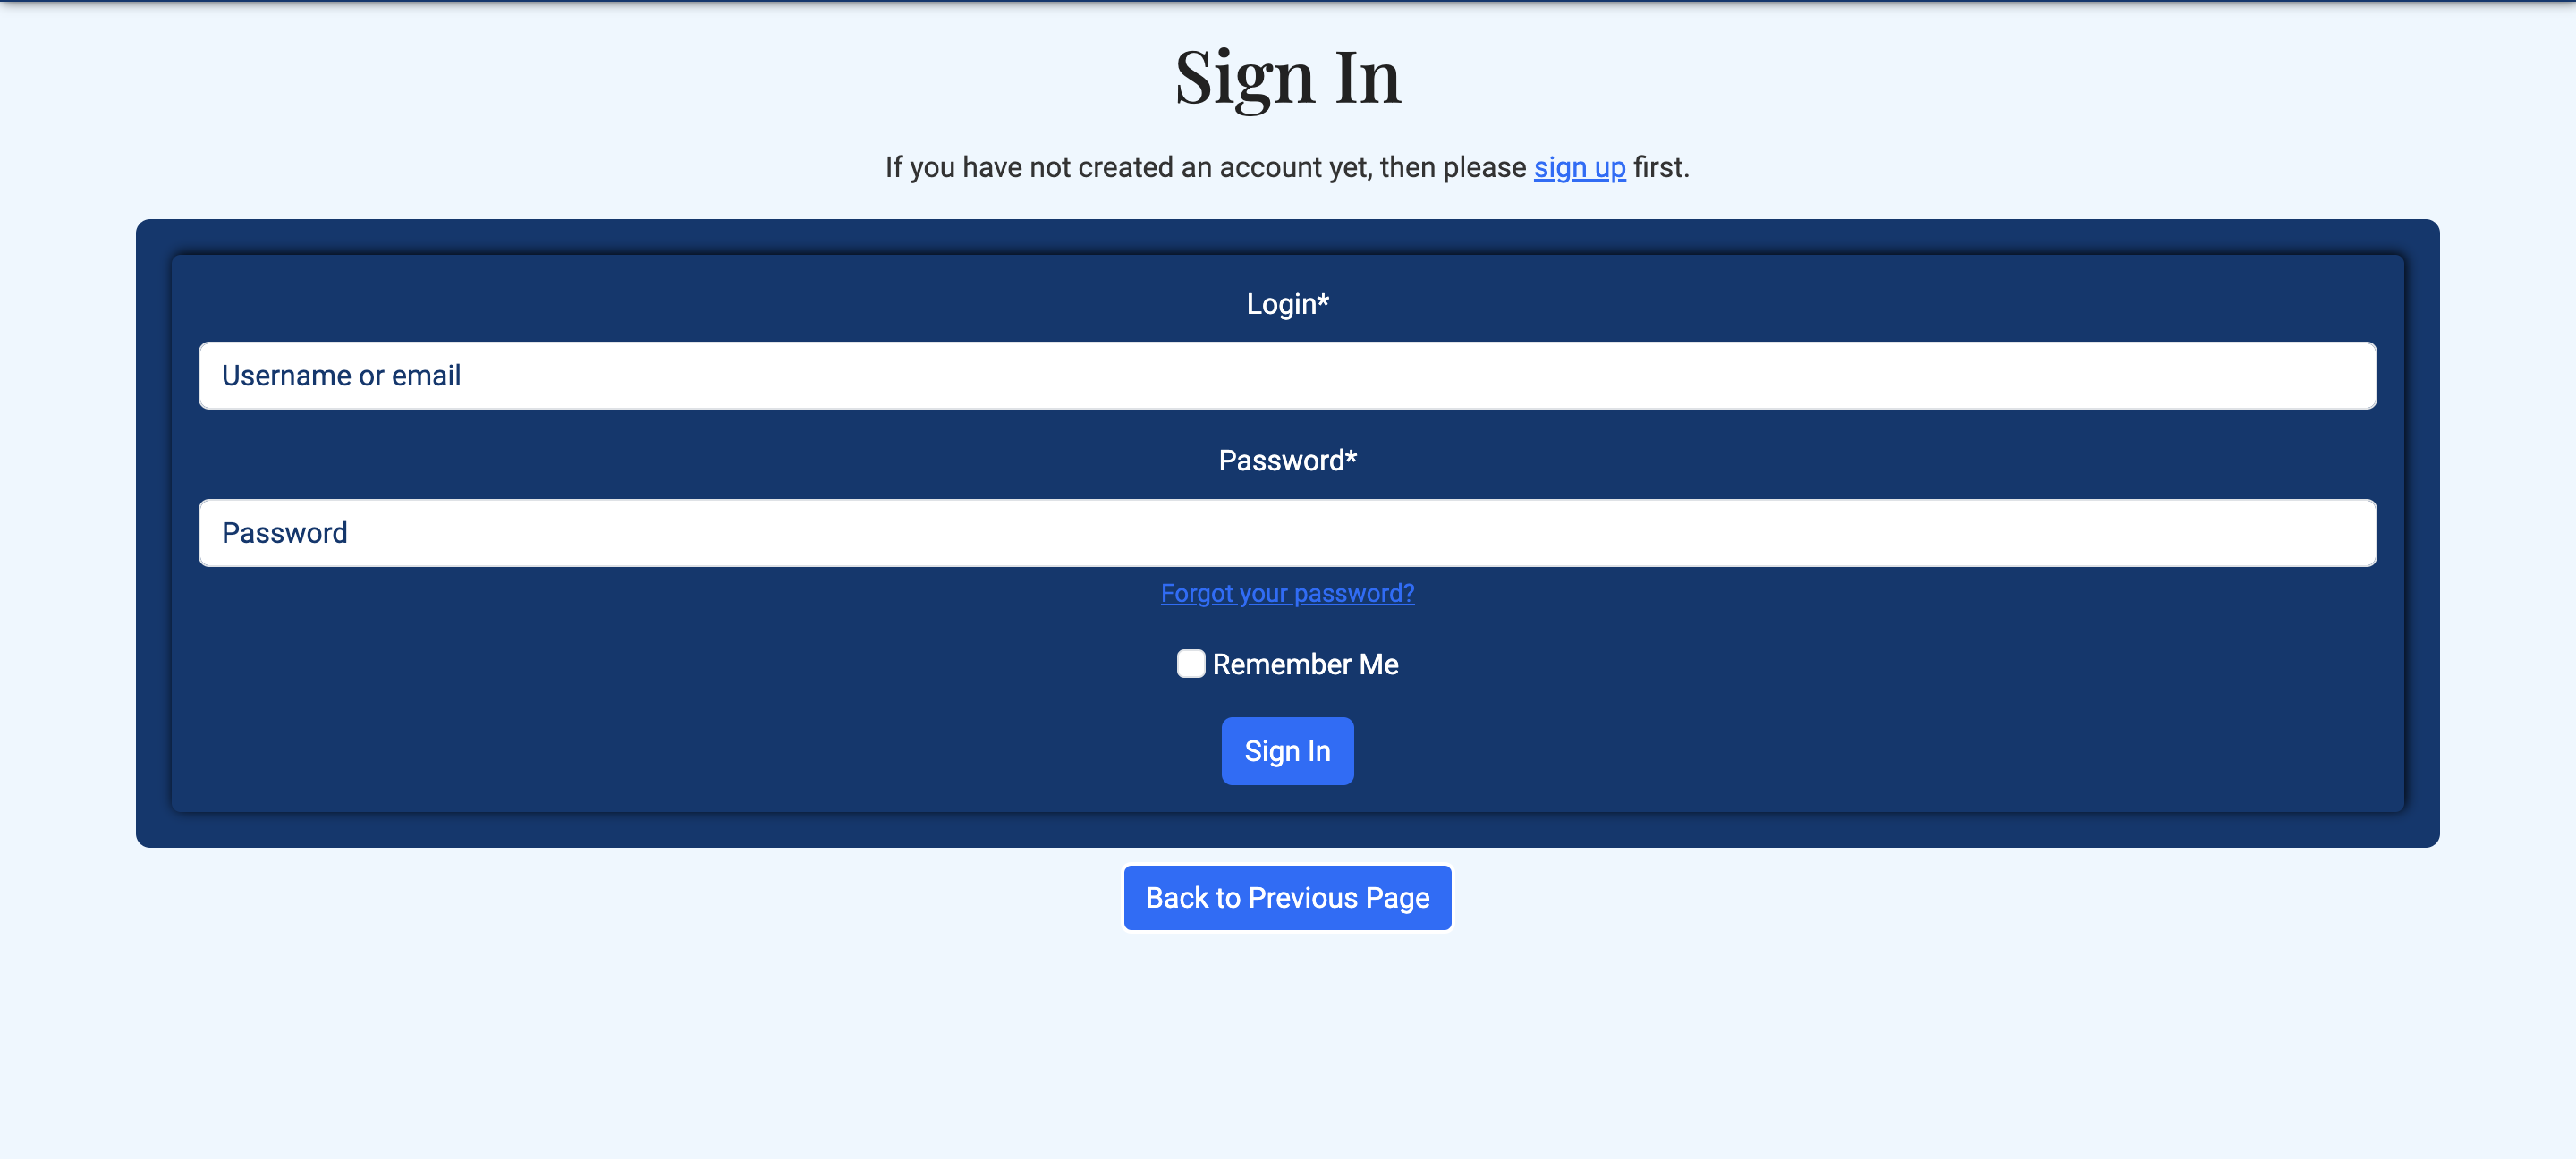 Sign In
If you have not created an account yet, then please sign up first.
Login*
Username or email
Password*
Password
Forgot your password?
Remember Me
Sign In
Back to Previous Page